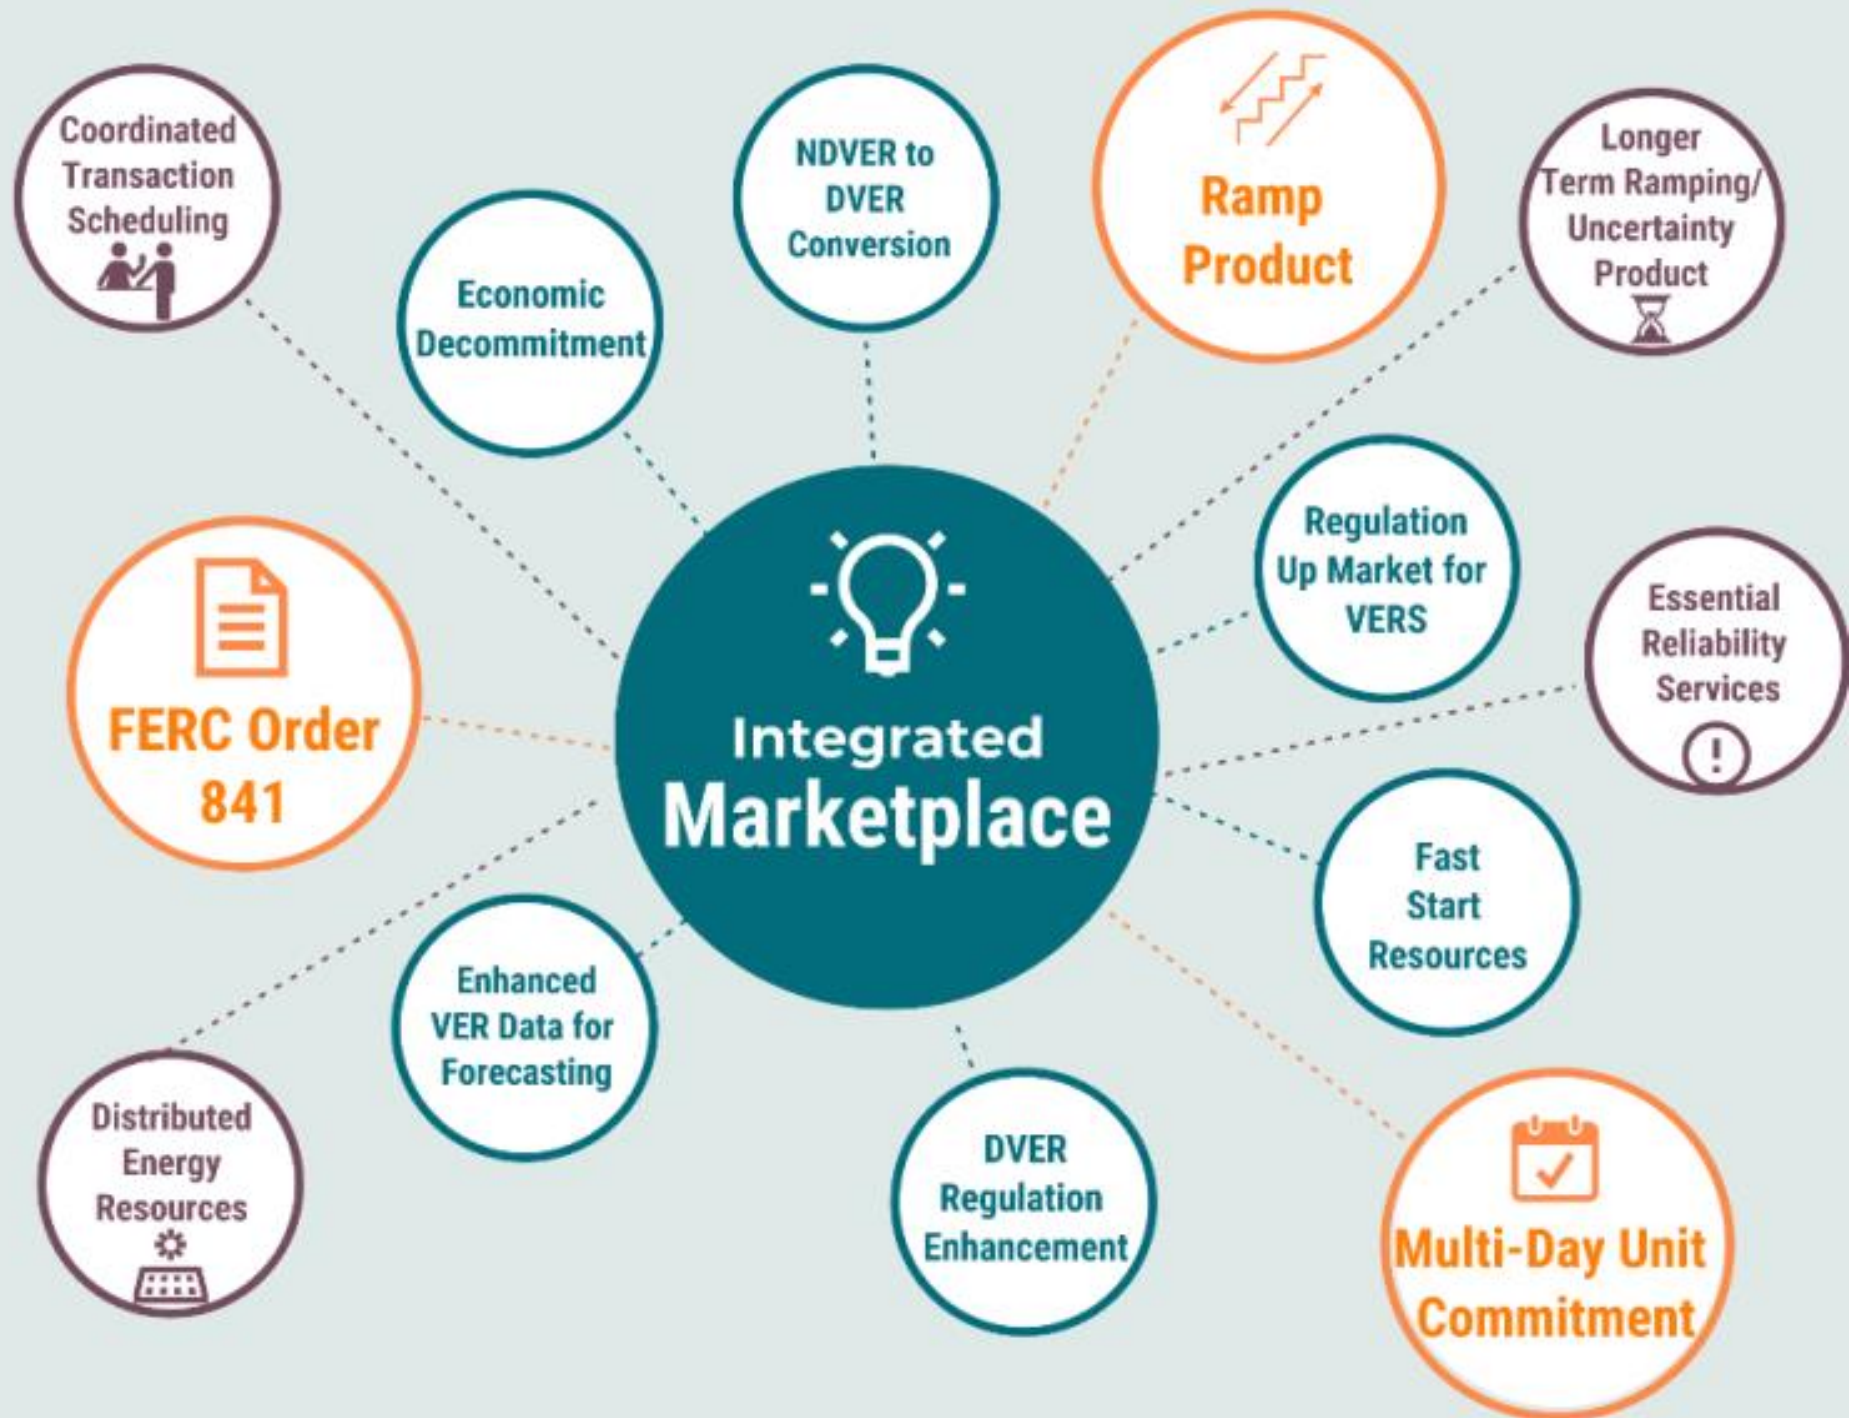 Coordinated
Transaction
Scheduling
Economic
Decommitment
NDVER to
DVER
Conversion
Ramp
Product
Longer
Term Ramping/
Uncertainty
Product
Regulation
Up Market for
VERS
Essential
Reliability
Services
FERC Order
841
Integrated
Marketplace
Fast
Start
Resources
Enhanced
VER Data for
Forecasting
Distributed
Energy
Resources
DVER
Regulation
Enhancement
Multi-Day Unit
Commitment